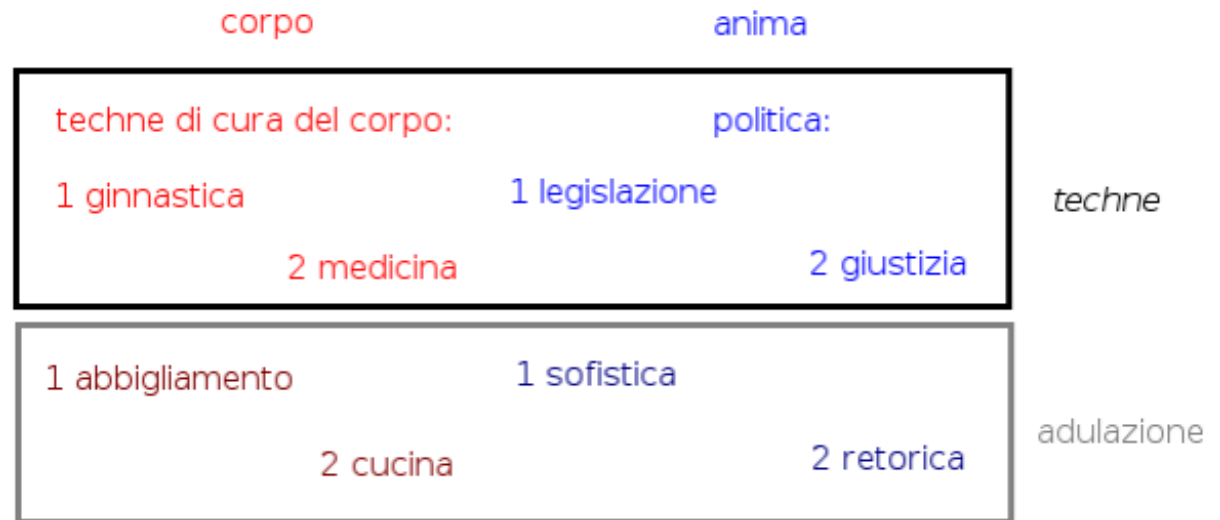 corpo anima
techne di cura del corpo: politica:
1 ginnastica 1 legislazione
techne
2 medicina 2 giustizia
1 abbigliamento 1 sofistica
adulazione
2 cucina 2 retorica